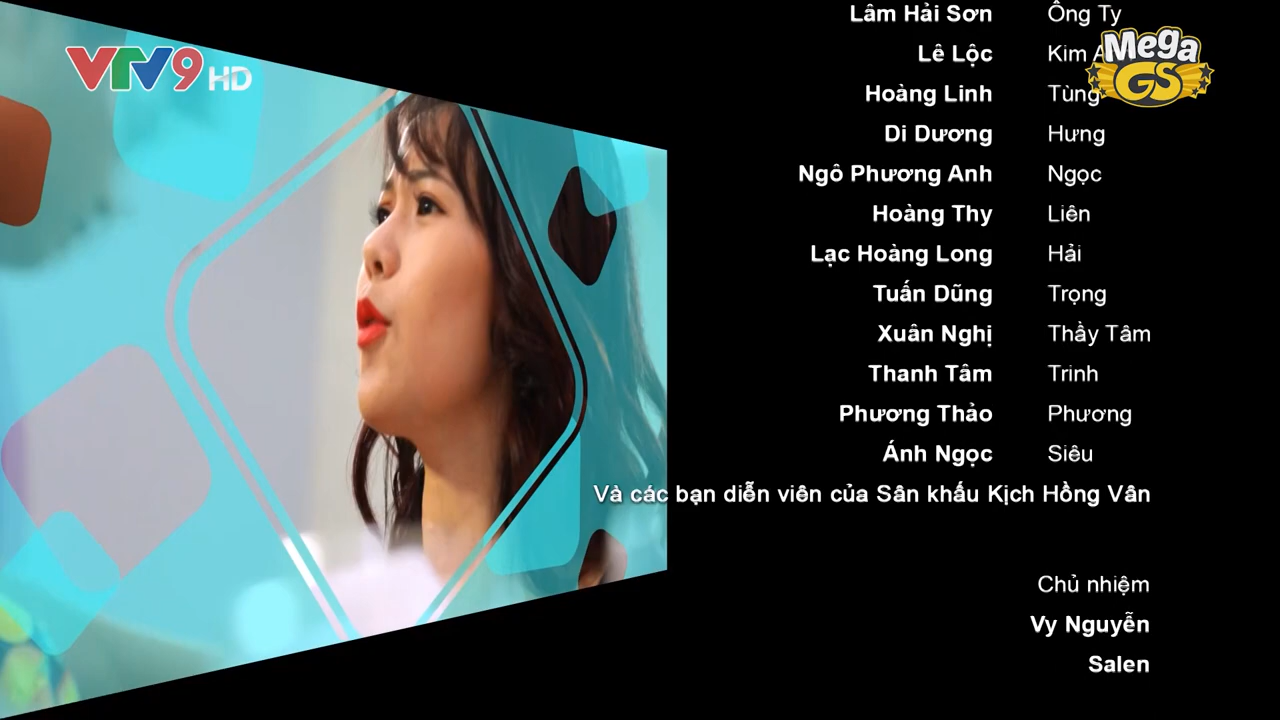 VTV9 HD
Mega
GS
Lâm Hải Sơn Ông Ty
Lê Lộc Kim
Hoàng Linh Tùng
Di Dương Hưng
Ngô Phương Anh Ngọc
Hoàng Thy Liên
Lạc Hoàng Long Hải
Tuấn Dũng Trọng
Xuân Nghị Thầy Tâm
Thanh Tâm Trinh
Phương Thảo Phương
Ánh Ngọc Siêu
Và các bạn diễn viên của Sân khấu Kịch Hồng Vân
Chủ nhiệm
Vy Nguyễn
Salen